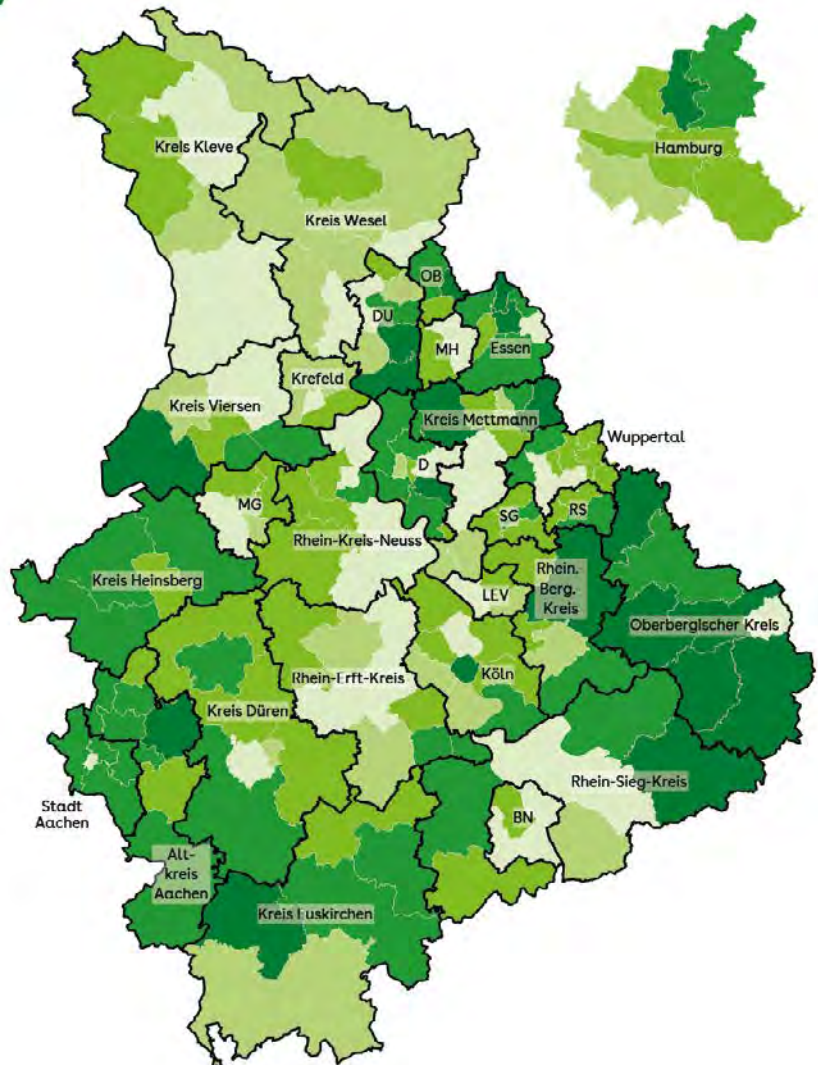 Kreis Kleve
Hamburg
Kreis Wesel
OB
DU
MH
Essen
Krefeld
Kreis Viersen
Kreis Mettmann
Wuppertal
D
MG
SG
RS
Rhein-Kreis-Neuss
Kreis Heinsberg
Rhein.
Berg.
Kreis
LEV
Oberbergischer Kreis
Rhein-Erft-Kreis
Köln
Kreis Düren
Rhein-Sieg-Kreis
Stadt
Aachen
BN
Alt-
kreis
Aachen
Kreis Euskirchen